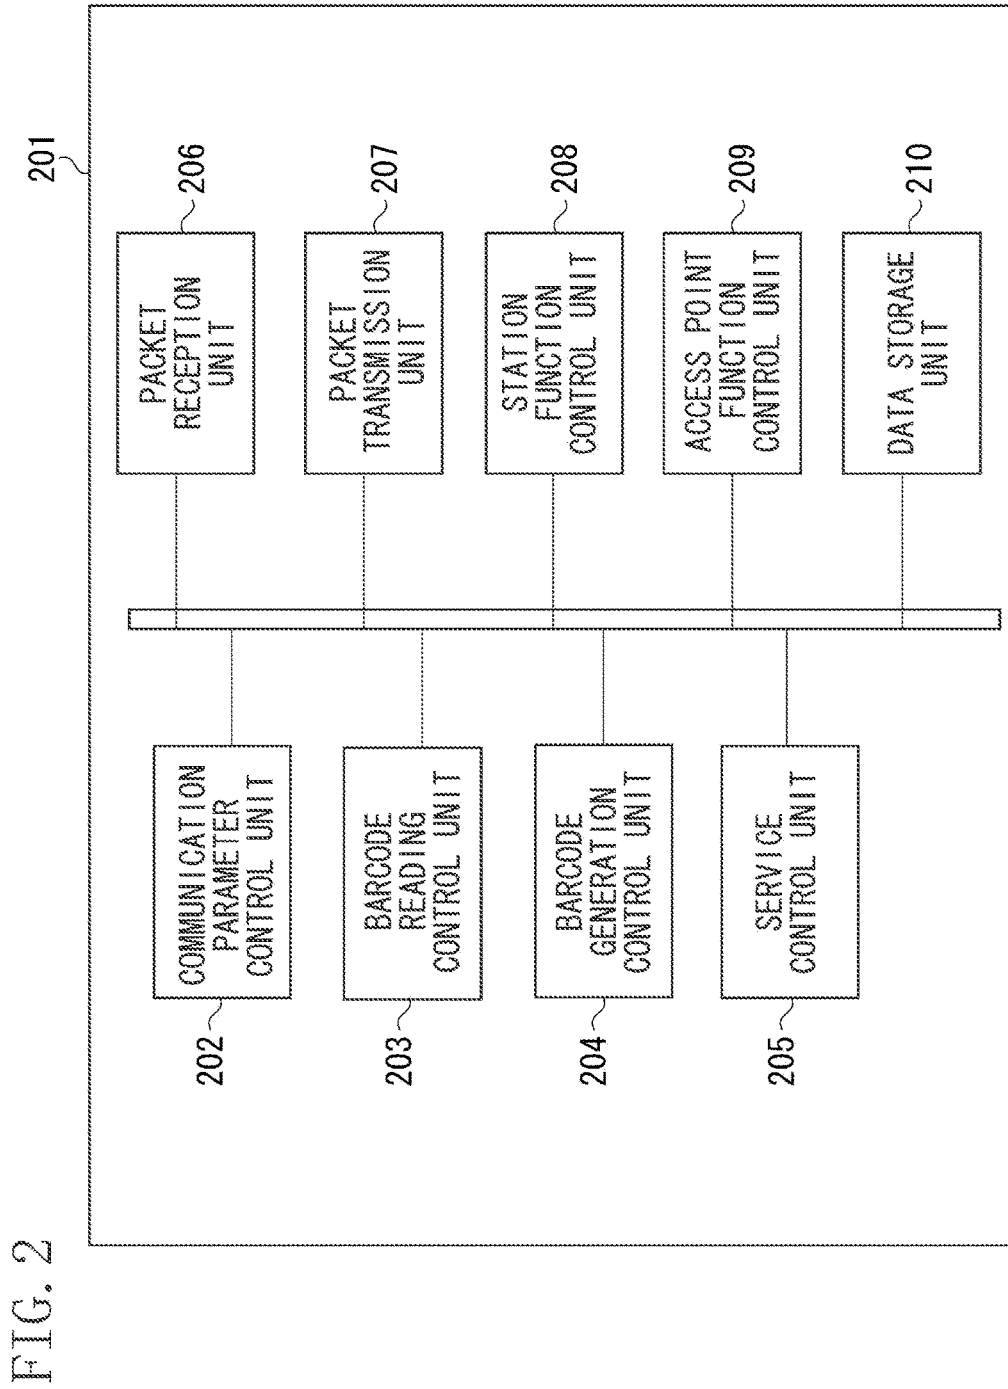 FIG. 2
201
COMMUNICATION
PARAMETER
CONTROL UNIT
202
BARCODE
READING
CONTROL UNIT
203
BARCODE
GENERATION
CONTROL UNIT
204
SERVICE
CONTROL UNIT
205
PACKET
RECEPTION
UNIT
206
PACKET
TRANSMISSION
UNIT
207
STATION
FUNCTION
CONTROL UNIT
208
ACCESS POINT
FUNCTION
CONTROL UNIT
209
DATA STORAGE
UNIT
210